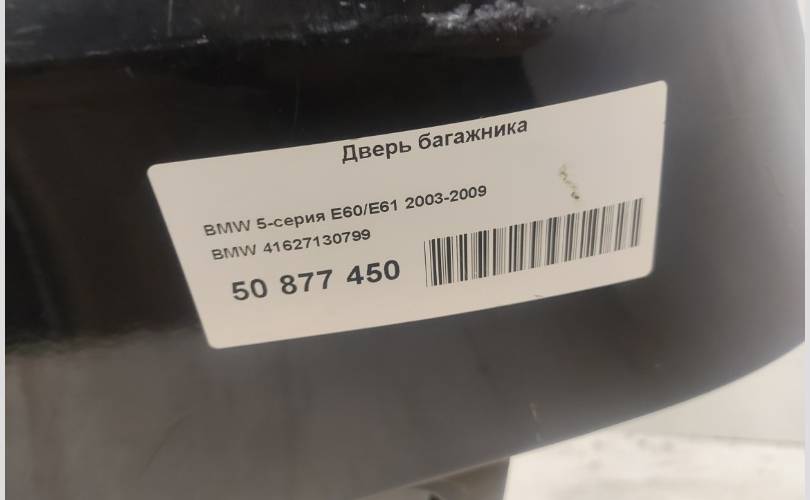 Дверь багажника
BMW 5-серия E60/E61 2003-2009
BMW 41627130799
50 877 450